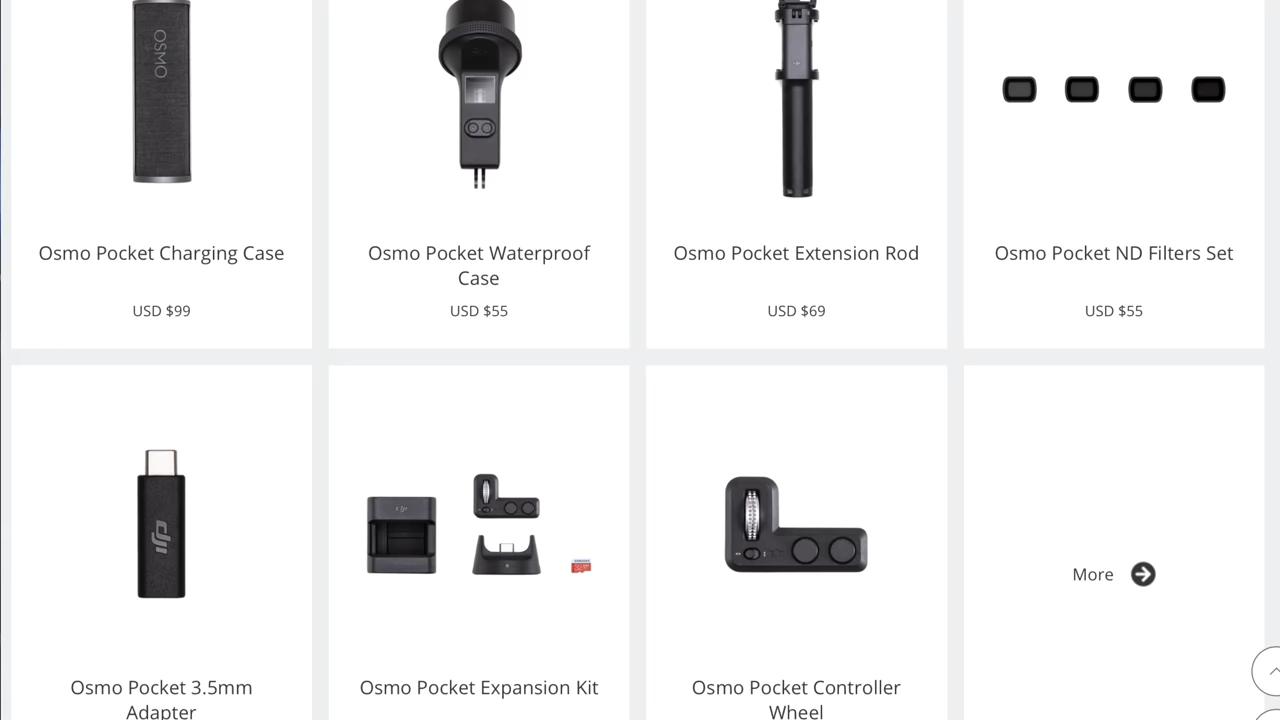 OSMO
Osmo Pocket Charging Case
USD $99
Osmo Pocket Waterproof
Case
USD $55
Osmo Pocket Extension Rod
USD $69
Osmo Pocket ND Filters Set
USD $55
dji
Osmo Pocket 3.5mm
Adapter
dji
Osmo Pocket Expansion Kit
Osmo Pocket Controller
Wheel
More